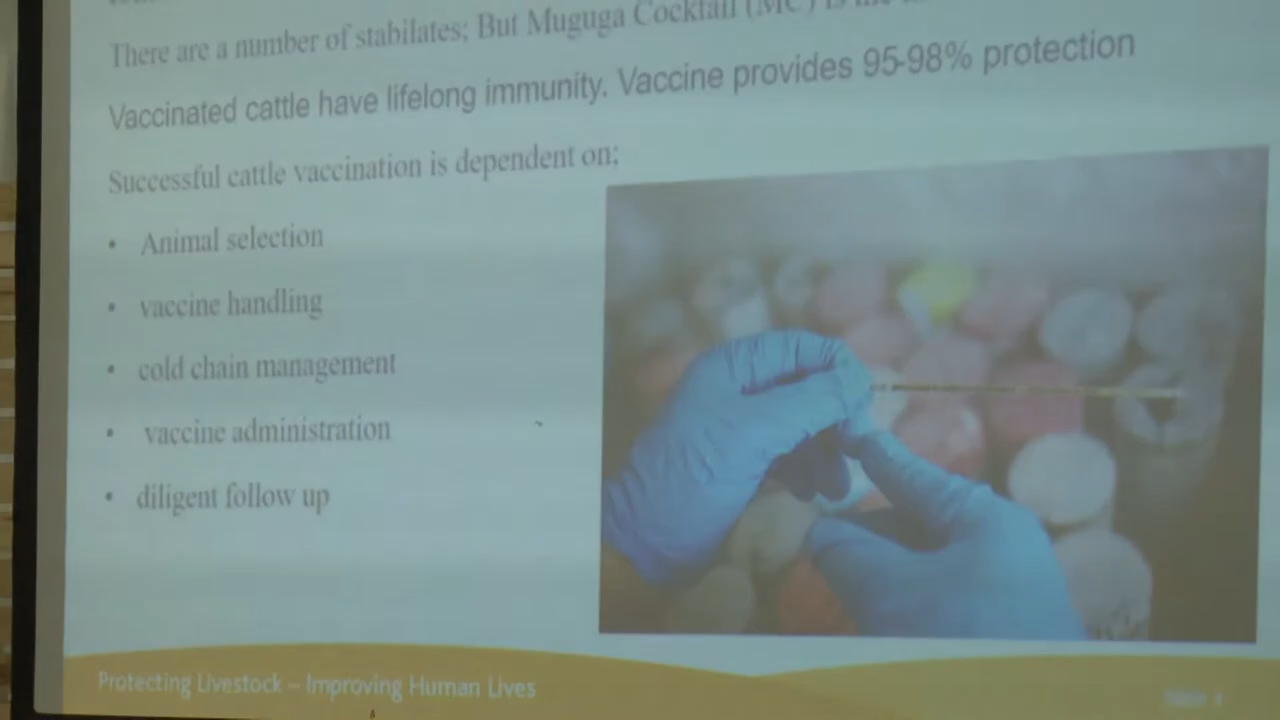 There are a number of stabilates; But Muguga Cocktail (MC) is the
Vaccinated cattle have lifelong immunity. Vaccine provides 95-98% protection
Successful cattle vaccination is dependent on;
• Animal selection
• vaccine handling
• cold chain management
• vaccine administration
• diligent follow up
Protecting Livestock – Improving Human Lives